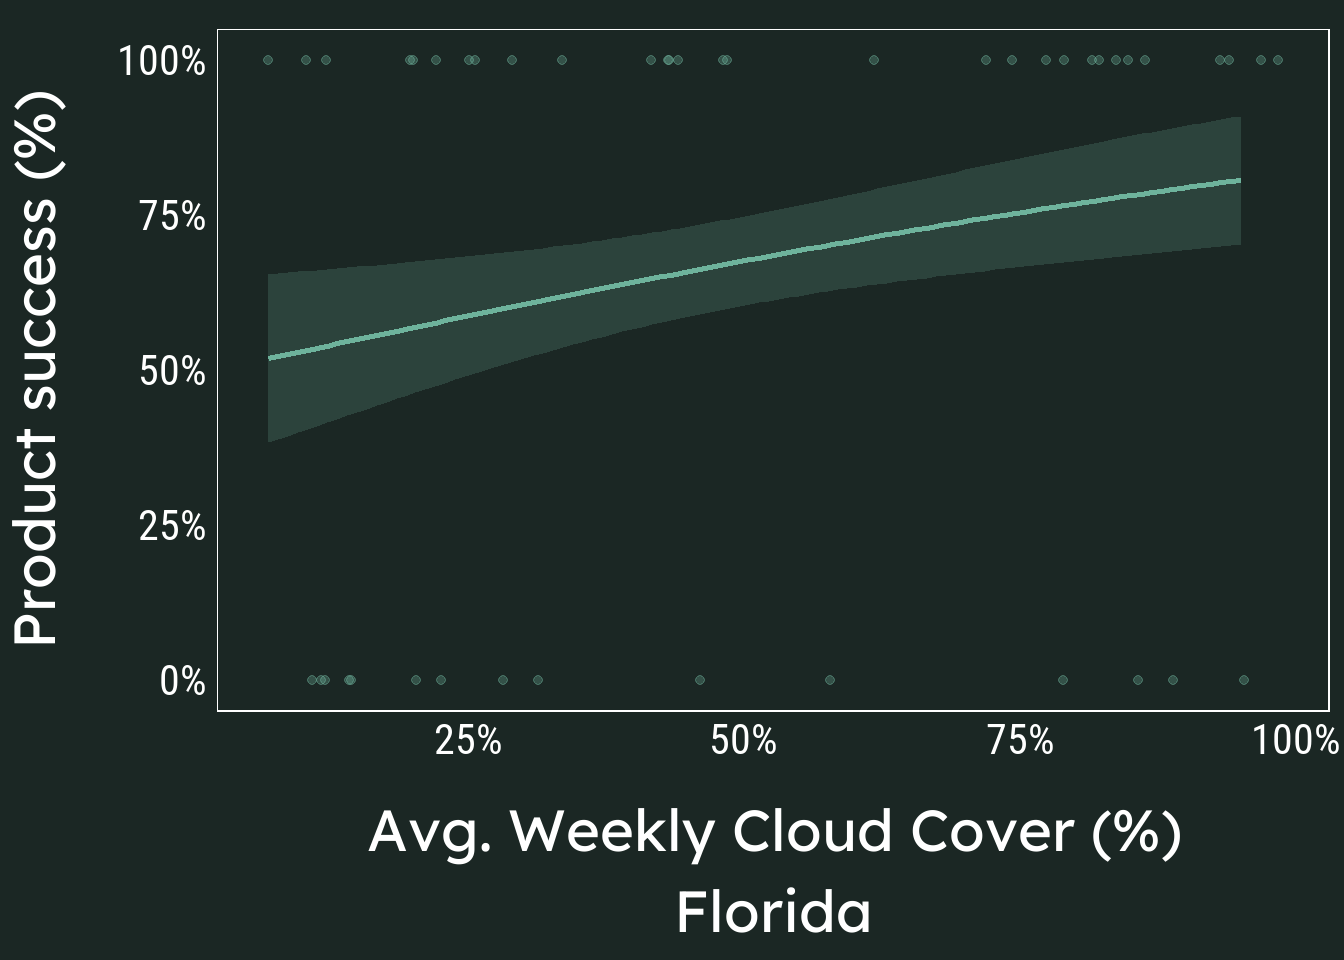 Product success (%)
100%
75%
50%
25%
0%
25% 50% 75% 100%
Avg. Weekly Cloud Cover (%)
Florida